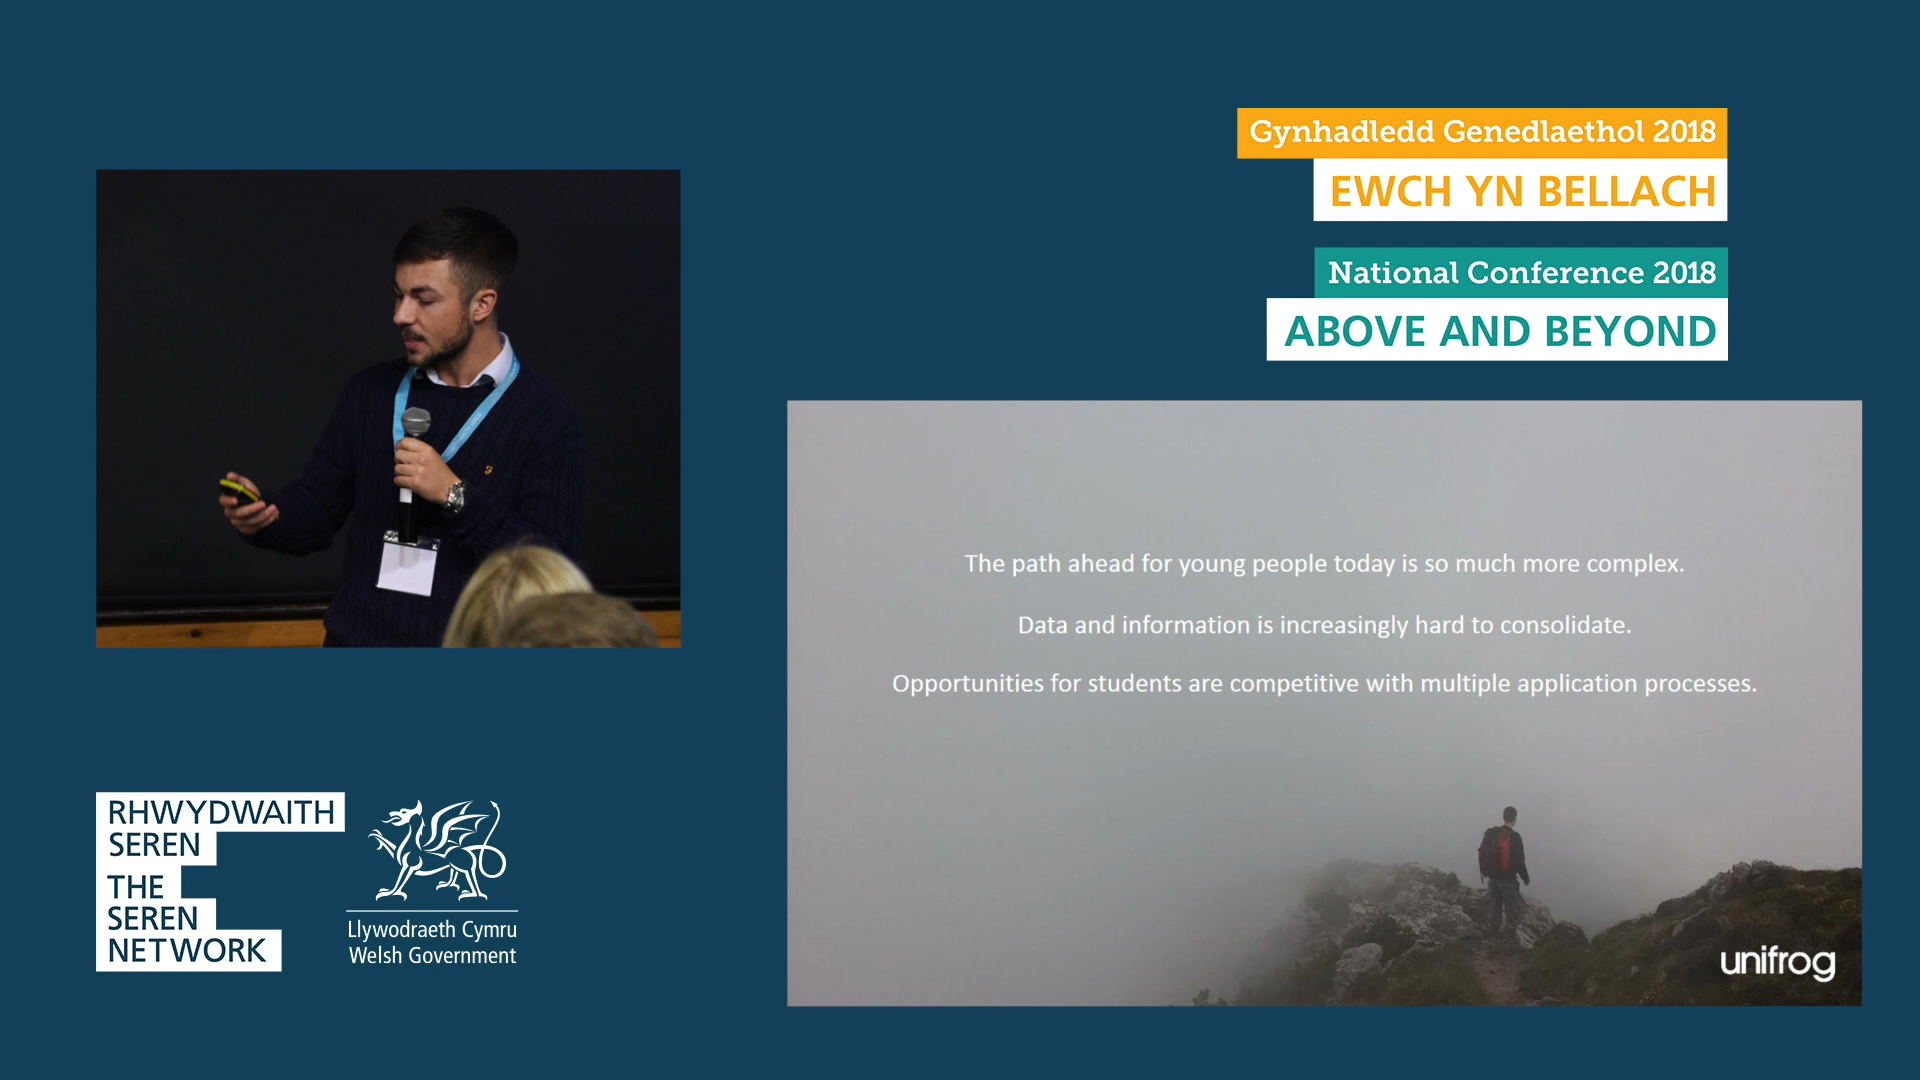 Gynhadledd Genedlaethol 2018
EWCH YN BELLACH
National Conference 2018
ABOVE AND BEYOND
The path ahead for young people today is so much more complex.
Data and information is increasingly hard to consolidate.
Opportunities for students are competitive with multiple application processes.
unifrog
RHWYDWAITH
SEREN
THE
SEREN
NETWORK
Llywodraeth Cymru
Welsh Government